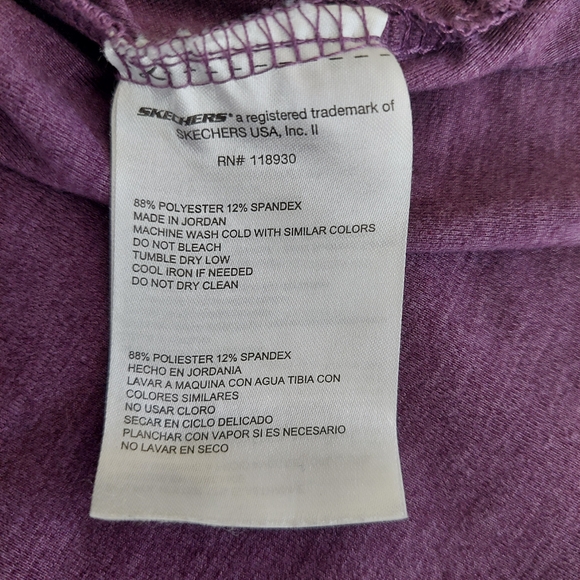 SKECHERS® a registered trademark of
SKECHERS USA, Inc. II
RN# 118930
88% POLYESTER 12% SPANDEX
MADE IN JORDAN
MACHINE WASH COLD WITH SIMILAR COLORS
DO NOT BLEACH
TUMBLE DRY LOW
COOL IRON IF NEEDED
DO NOT DRY CLEAN
88% POLIESTER 12% SPANDEX
HECHO EN JORDANIA
LAVAR A MAQUINA CON AGUA TIBIA CON
COLORES SIMILARES
NO USAR CLORO
SECAR EN CICLO DELICADO
PLANCHAR CON VAPOR SI ES NECESARIO
NO LAVAR EN SECO